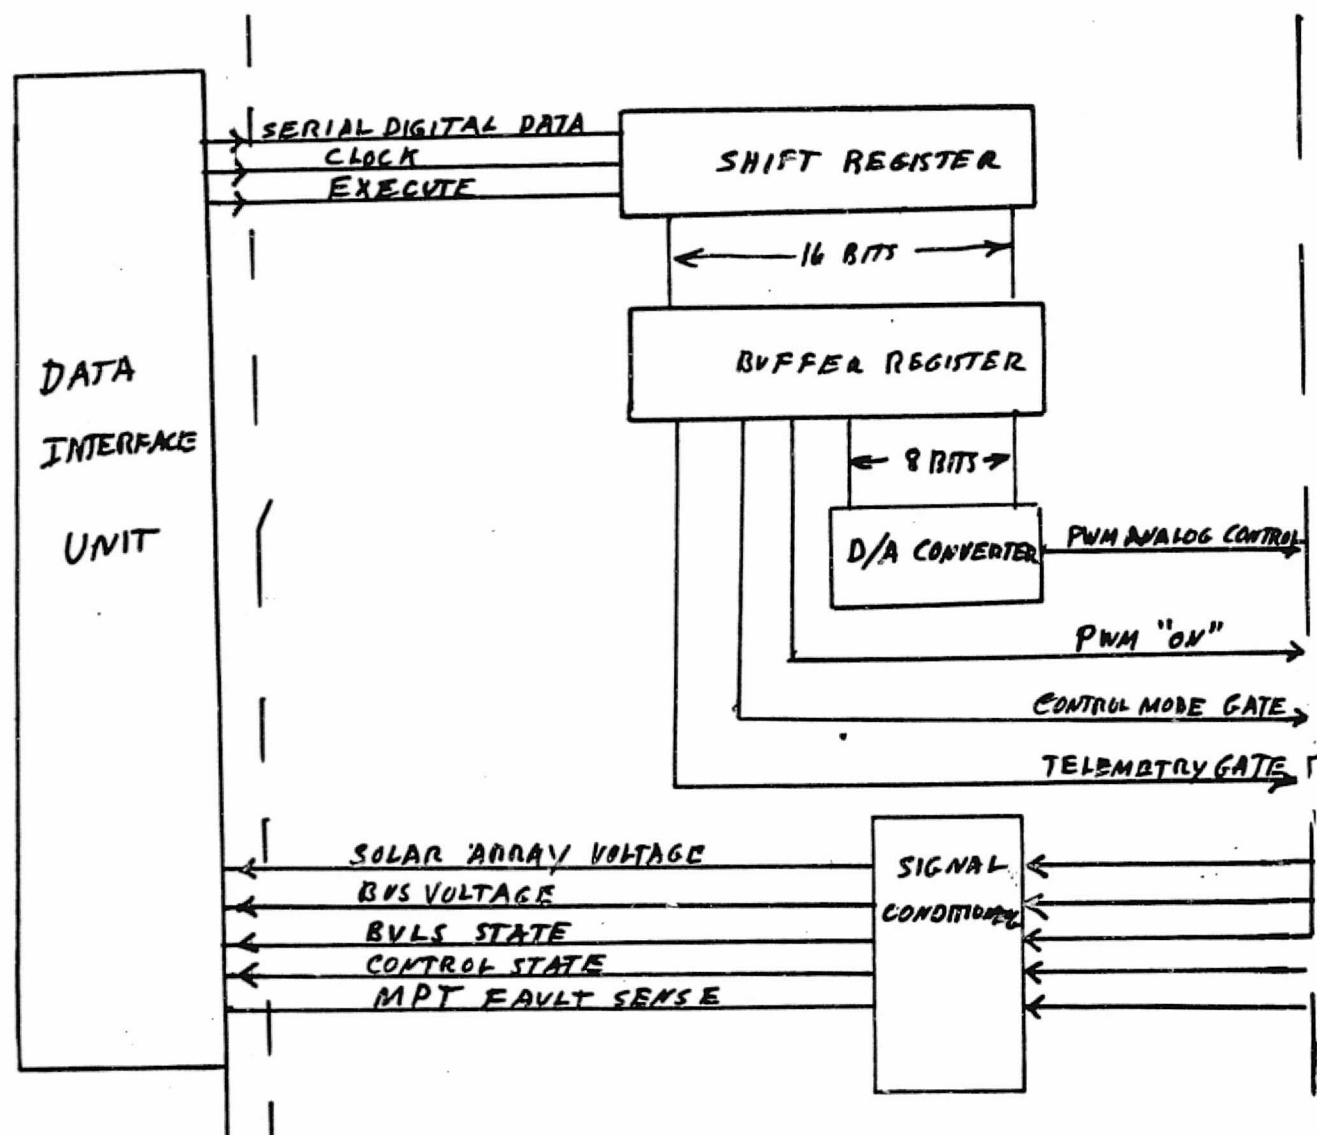 SERIAL DIGITAL DATA
CLOCK
EXECUTE
SHIFT REGISTER
16 BITS
BUFFER REGISTER
8 BITS
D/A CONVERTER
PWM ANALOG CONTROL
PWM "ON"
CONTROL MODE GATE
TELEMETRY GATE
DATA
INTERFACE
UNIT
SOLAR ARRAY VOLTAGE
BUS VOLTAGE
BVLS STATE
CONTROL STATE
MPT FAULT SENSE
SIGNAL